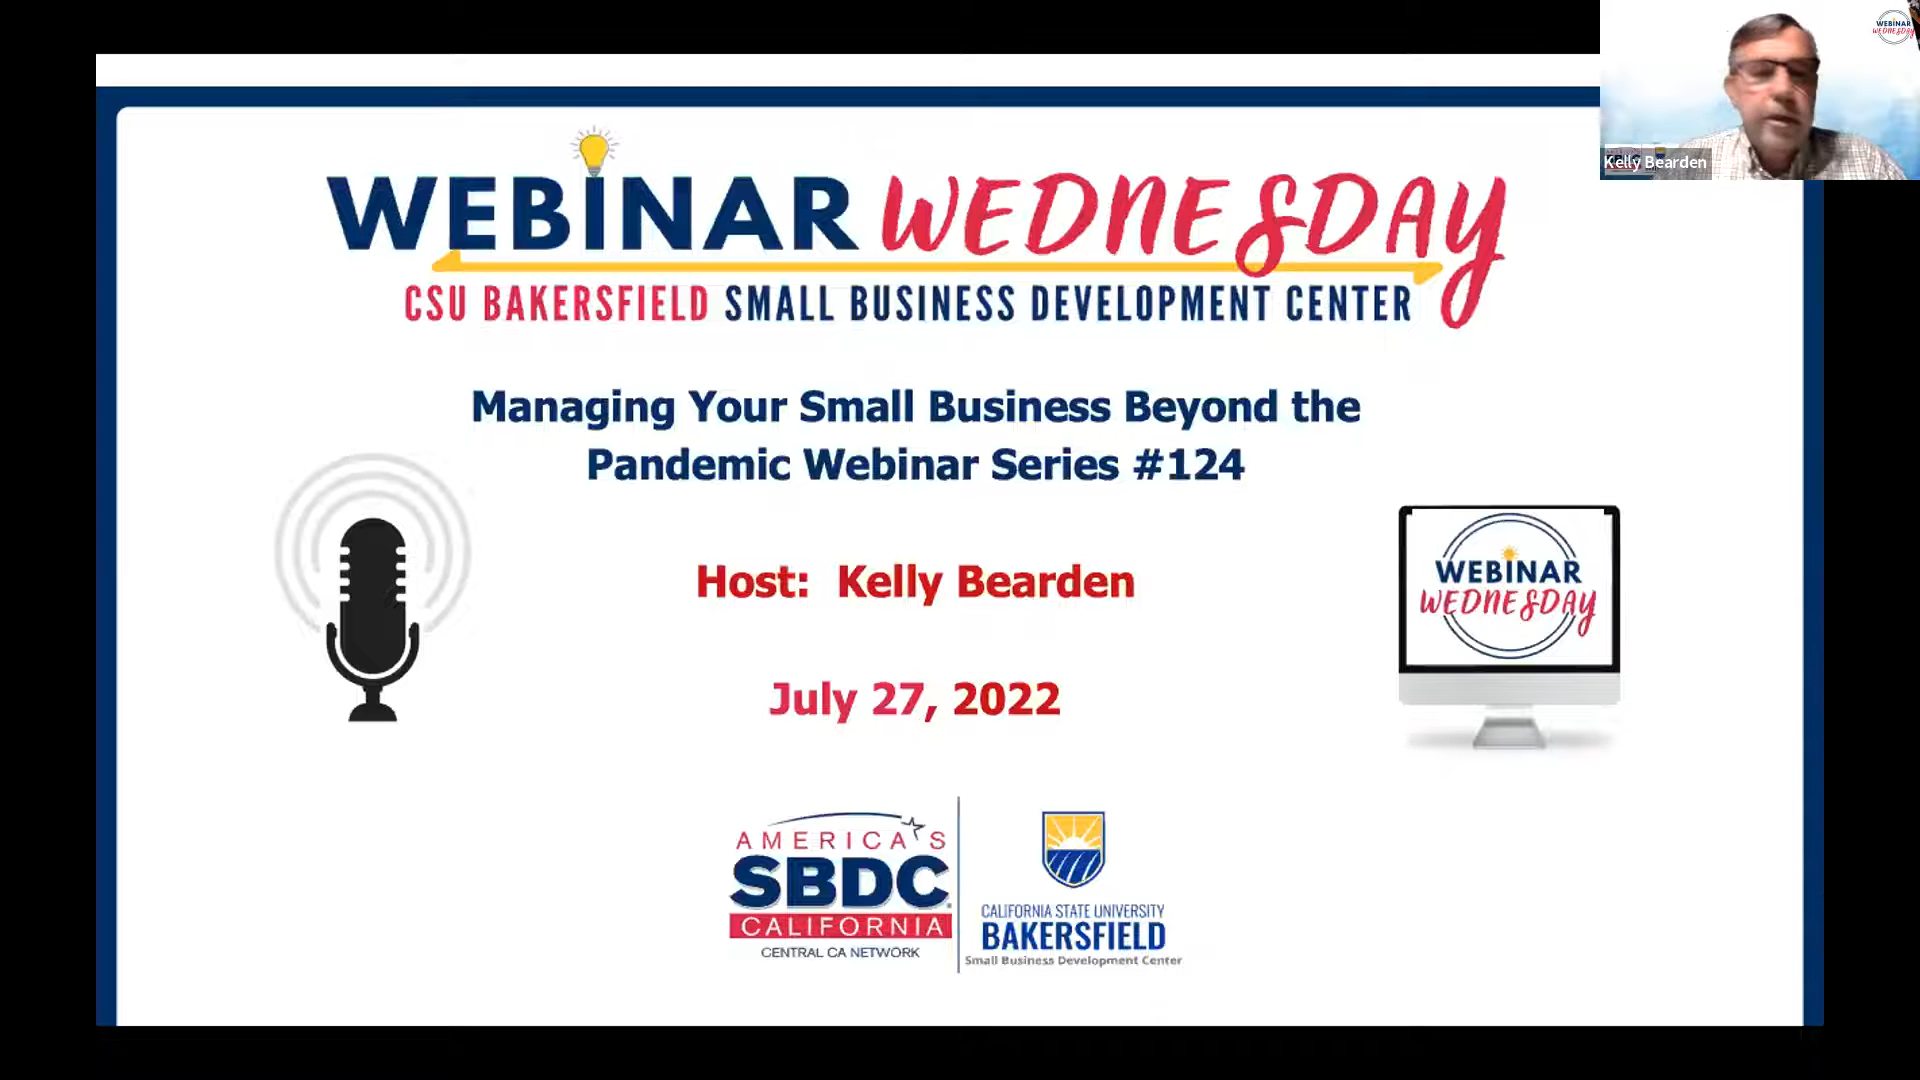 WEBINAR WEDNESDAY
CSU BAKERSFIELD SMALL BUSINESS DEVELOPMENT CENTER
Managing Your Small Business Beyond the
Pandemic Webinar Series #124
Host: Kelly Bearden
July 27, 2022
WEBINAR
WEDNESDAY
AMERICA'S
SBDC
CALIFORNIA
CENTRAL CA NETWORK
CALIFORNIA STATE UNIVERSITY
BAKERSFIELD
Small Business Development Center
WEBINAR
WEDNESDAY
Kelly Bearden